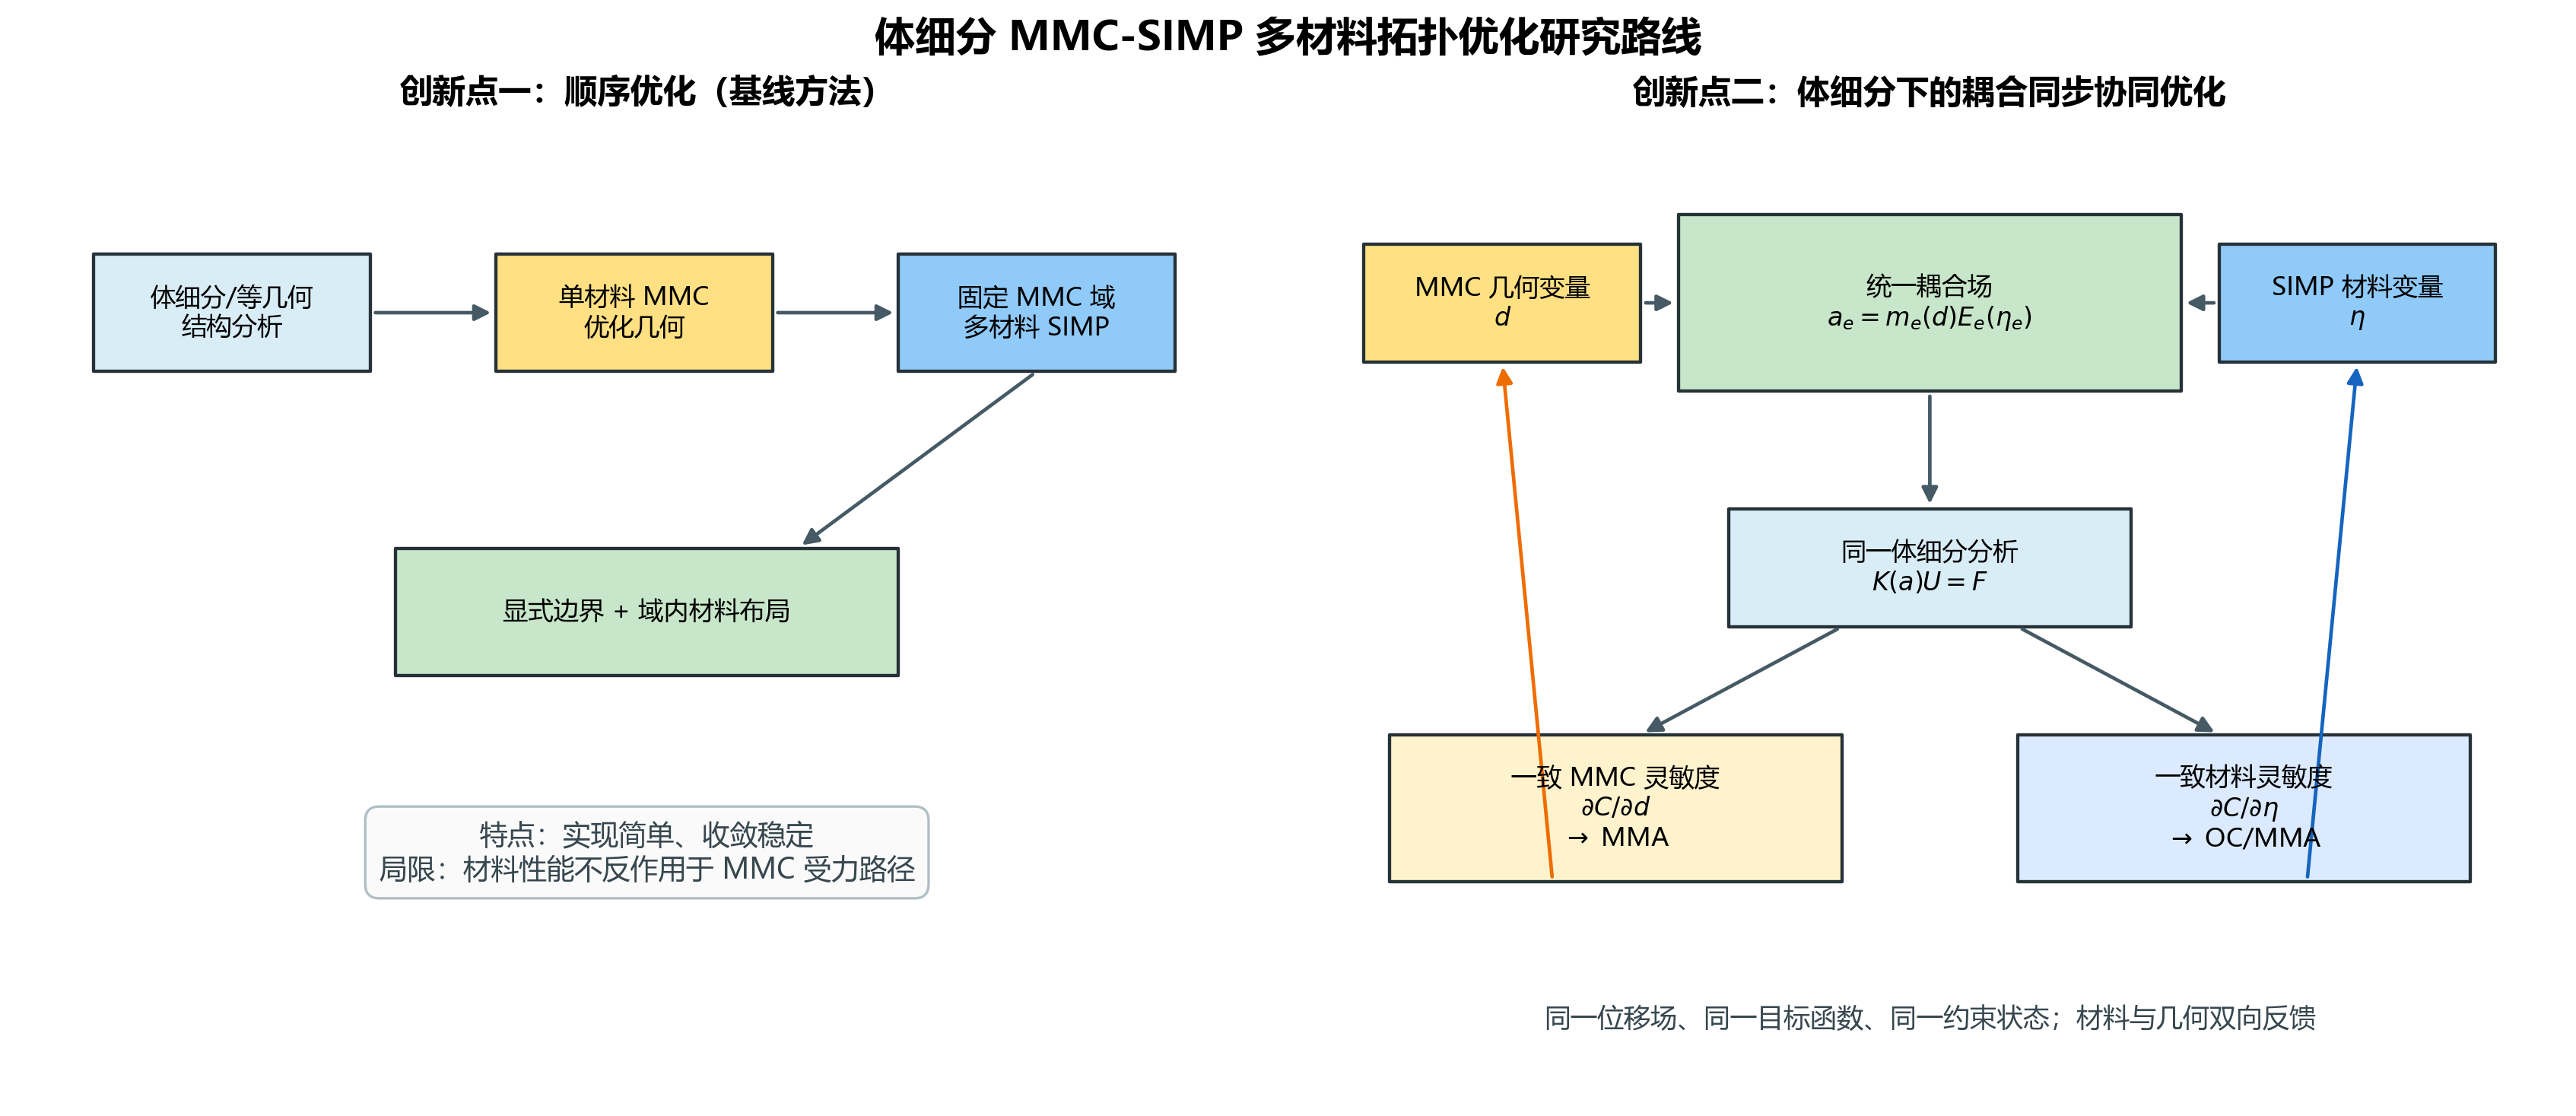 体细分 MMC-SIMP 多材料拓扑优化研究路线
创新点一：顺序优化（基线方法）
体细分/等几何
结构分析
单材料 MMC
优化几何
固定 MMC 域
多材料 SIMP
显式边界 + 域内材料布局
特点：实现简单、收敛稳定
局限：材料性能不反作用于 MMC 受力路径
创新点二：体细分下的耦合同步协同优化
MMC 几何变量
d
统一耦合场
a_e = m_e(d)E_e(η_e)
SIMP 材料变量
η
同一体细分分析
K(a)U = F
一致 MMC 灵敏度
∂C/∂d
→ MMA
一致材料灵敏度
∂C/∂η
→ OC/MMA
同一位移场、同一目标函数、同一约束状态；材料与几何双向反馈